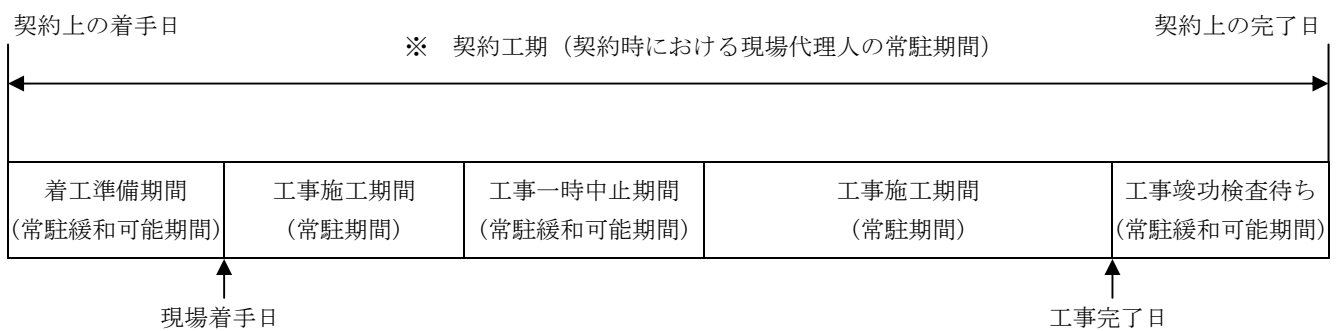 契約上の着手日
契約上の完了日
※　契約工期（契約時における現場代理人の常駐期間）
着工準備期間
(常駐緩和可能期間)
工事施工期間
(常駐期間)
工事一時中止期間
(常駐緩和可能期間)
工事施工期間
(常駐期間)
工事竣功検査待ち
(常駐緩和可能期間)
現場着手日
工事完了日